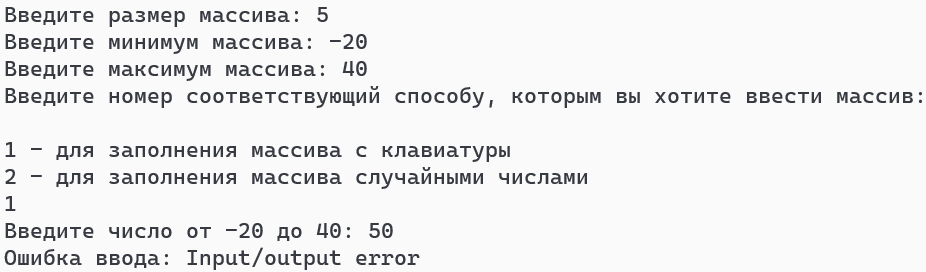 Введите размер массива: 5
Введите минимум массива: -20
Введите максимум массива: 40
Введите номер соответствующий способу, которым вы хотите ввести массив:
1 - для заполнения массива с клавиатуры
2 - для заполнения массива случайными числами
1
Введите число от -20 до 40: 50
Ошибка ввода: Input/output error